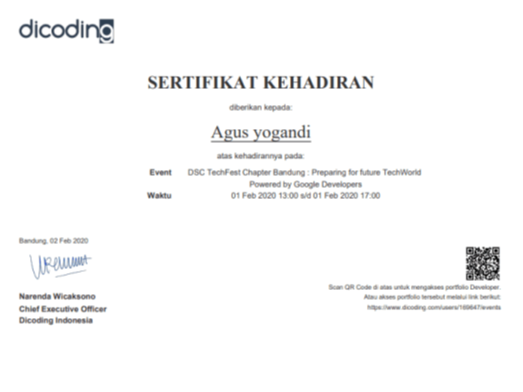 dicoding
SERTIFIKAT KEHADIRAN
diberikan kepada:
Agus yogandi
atas kehadirannya pada:
Event DSC TechFest Chapter Bandung : Preparing for future TechWorld
Powered by Google Developers
Waktu 01 Feb 2020 13:00 s/d 01 Feb 2020 17:00
Bandung, 02 Feb 2020
Narenda Wicaksono
Chief Executive Officer
Dicoding Indonesia
Scan QR Code di atas untuk mengakses portfolio Developer.
Atau akses portfolio tersebut melalui link berikut:
https://www.dicoding.com/users/169647/events